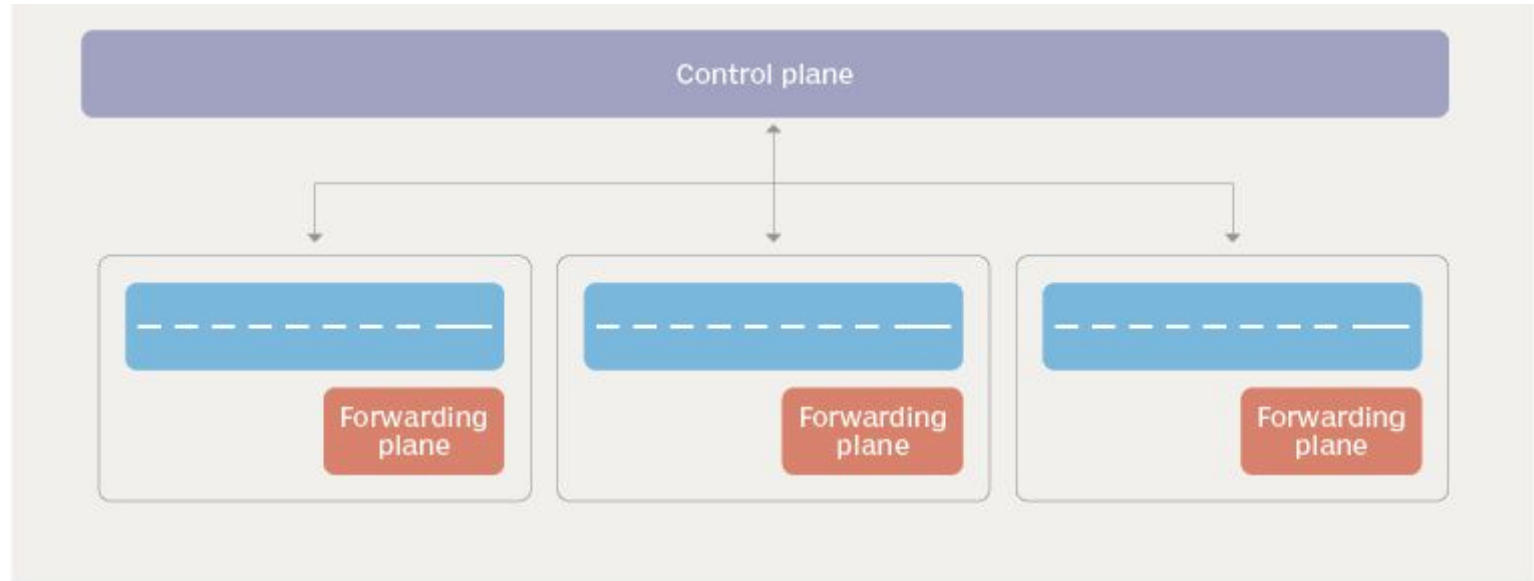 Control plane
Forwarding
plane
Forwarding
plane
Forwarding
plane